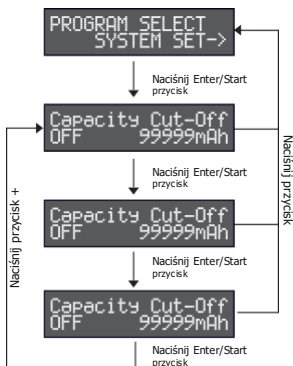 PROGRAM SELECT
SYSTEM SET->
Naciśnij Enter/Start
przycisk
Capacity Cut-Off
OFF 99999mAh
Naciśnij Enter/Start
przycisk
Capacity Cut-Off
OFF 99999mAh
Naciśnij Enter/Start
przycisk
Capacity Cut-Off
OFF 99999mAh
Naciśnij Enter/Start
przycisk
Naciśnij przycisk +
Naciśnij przycisk